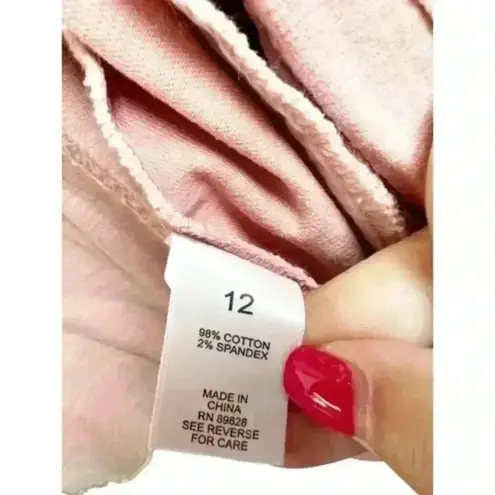 12
98% COTTON
2% SPANDEX
MADE IN
CHINA
RN 89828
SEE REVERSE
FOR CARE